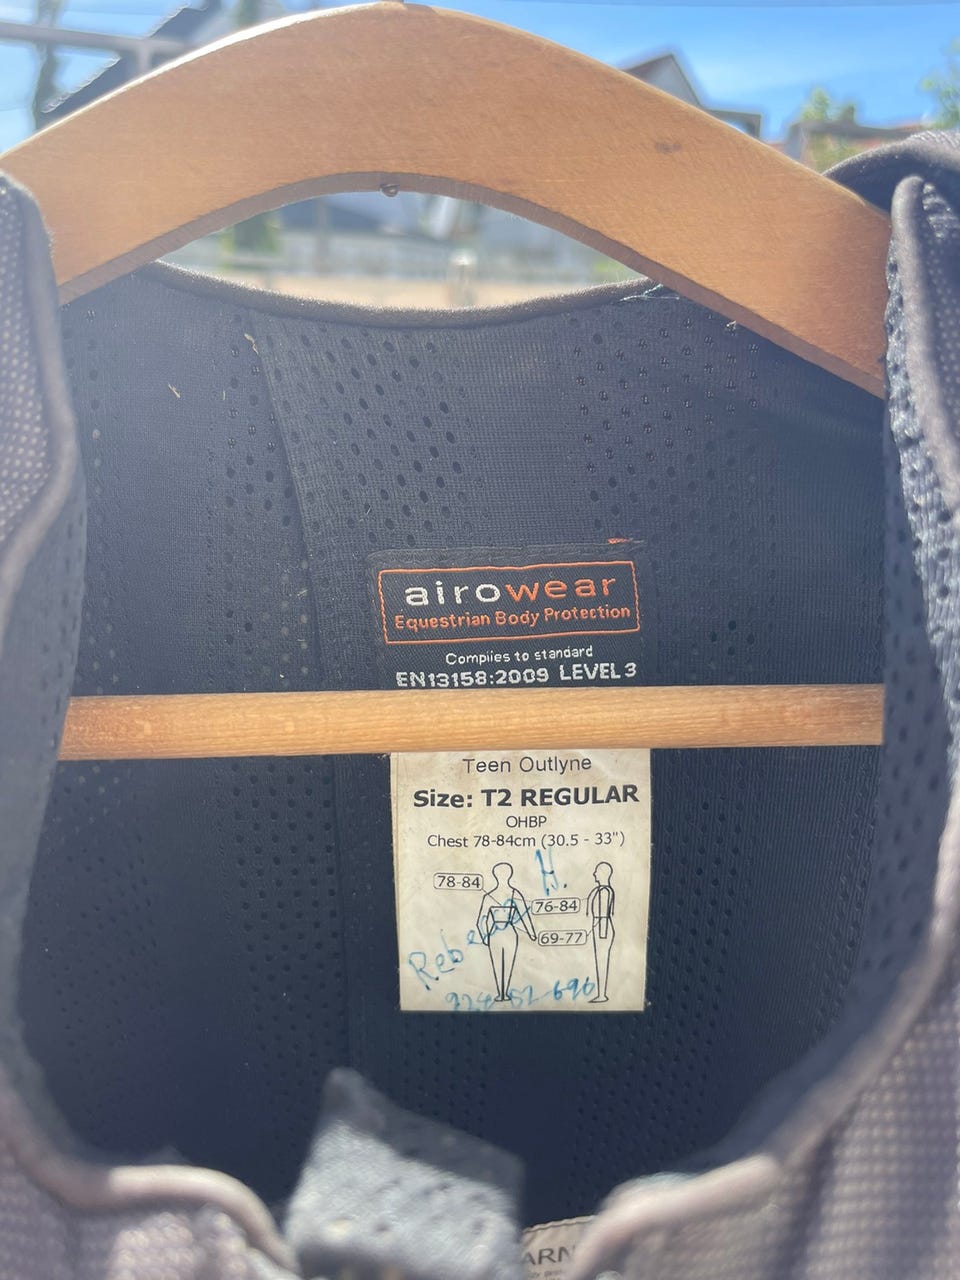 airowear
Equestrian Body Protection
Complies to standard
EN13158:2009 LEVEL 3
Teen Outlyne
Size: T2 REGULAR
OHBP
Chest 78-84cm (30.5 - 33")
H.
78-84
76-84
69-77
ARN